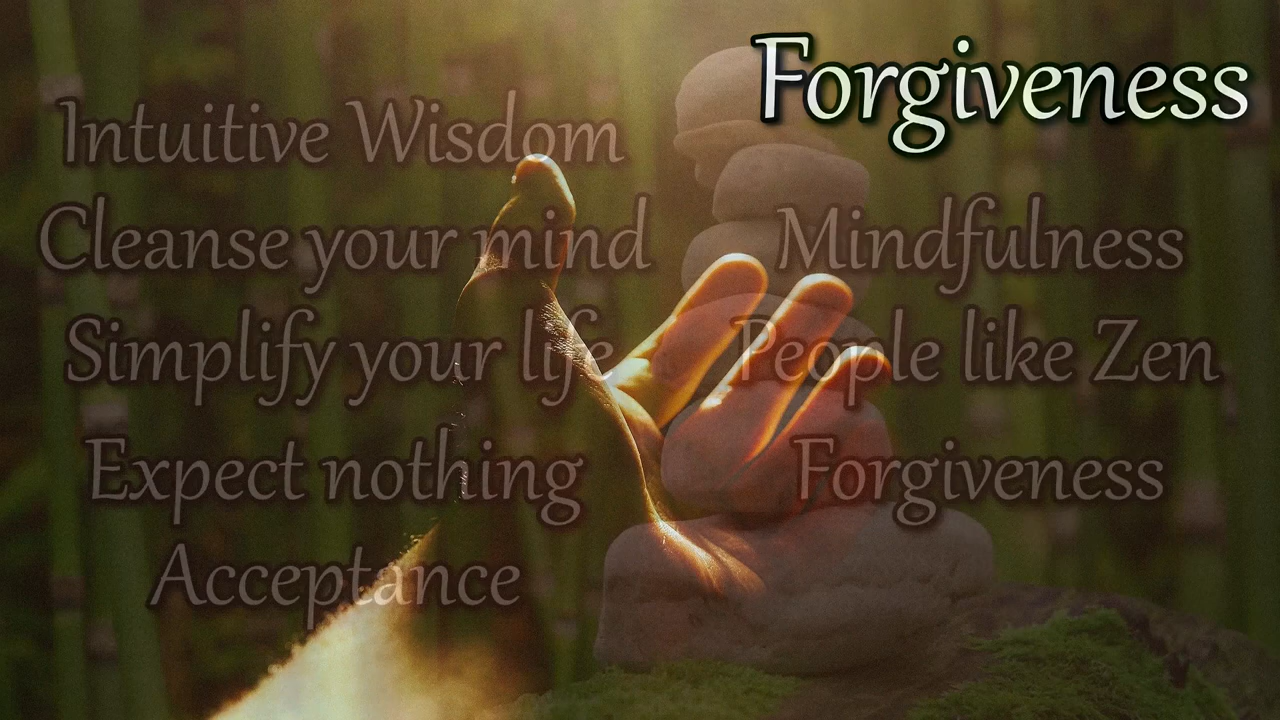 Forgiveness
Intuitive Wisdom
Cleanse your mind
Simplify your life
Expect nothing
Acceptance
Mindfulness
People like Zen
Forgiveness